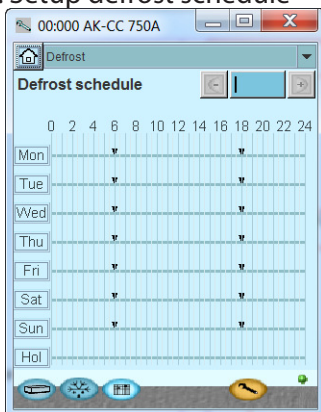 Setup defrost schedule
00:000 AK-CC 750A
Defrost
Defrost schedule
0 2 4 6 8 10 12 14 16 18 20 22 24
Mon
Tue
Wed
Thu
Fri
Sat
Sun
Hol